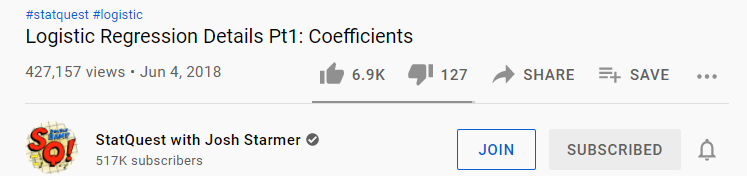 #statquest #logistic
Logistic Regression Details Pt1: Coefficients
427,157 views • Jun 4, 2018 6.9K 127 SHARE SAVE
SQ!
StatQuest with Josh Starmer
517K subscribers
JOIN SUBSCRIBED